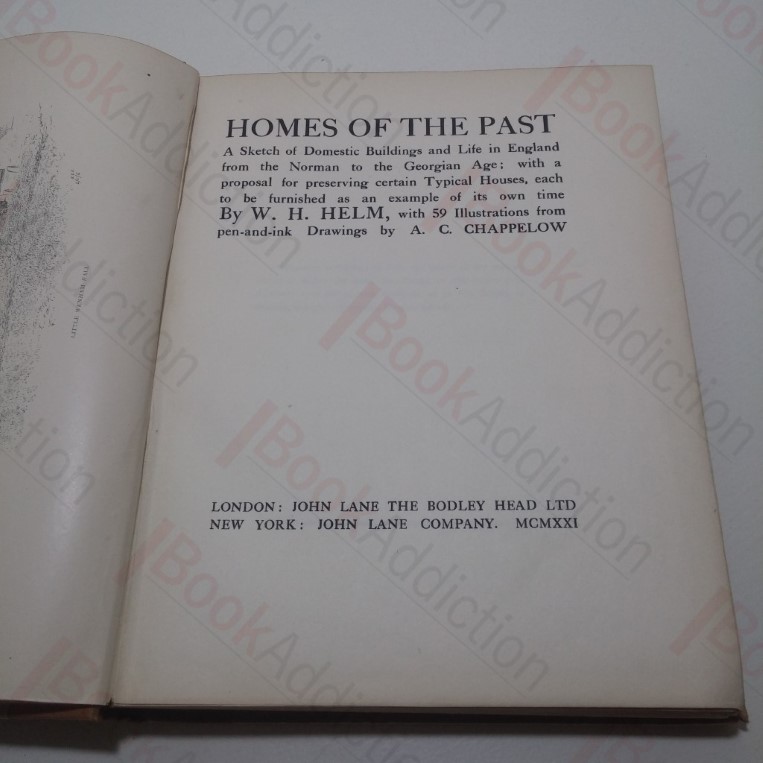 HOMES OF THE PAST
A Sketch of Domestic Buildings and Life in England
from the Norman to the Georgian Age; with a
proposal for preserving certain Typical Houses, each
to be furnished as an example of its own time
By W. H. HELM, with 59 Illustrations from
pen-and-ink Drawings by A. C. CHAPPELOW
LONDON: JOHN LANE THE BODLEY HEAD LTD
NEW YORK: JOHN LANE COMPANY. MCMXXI
BookAddiction